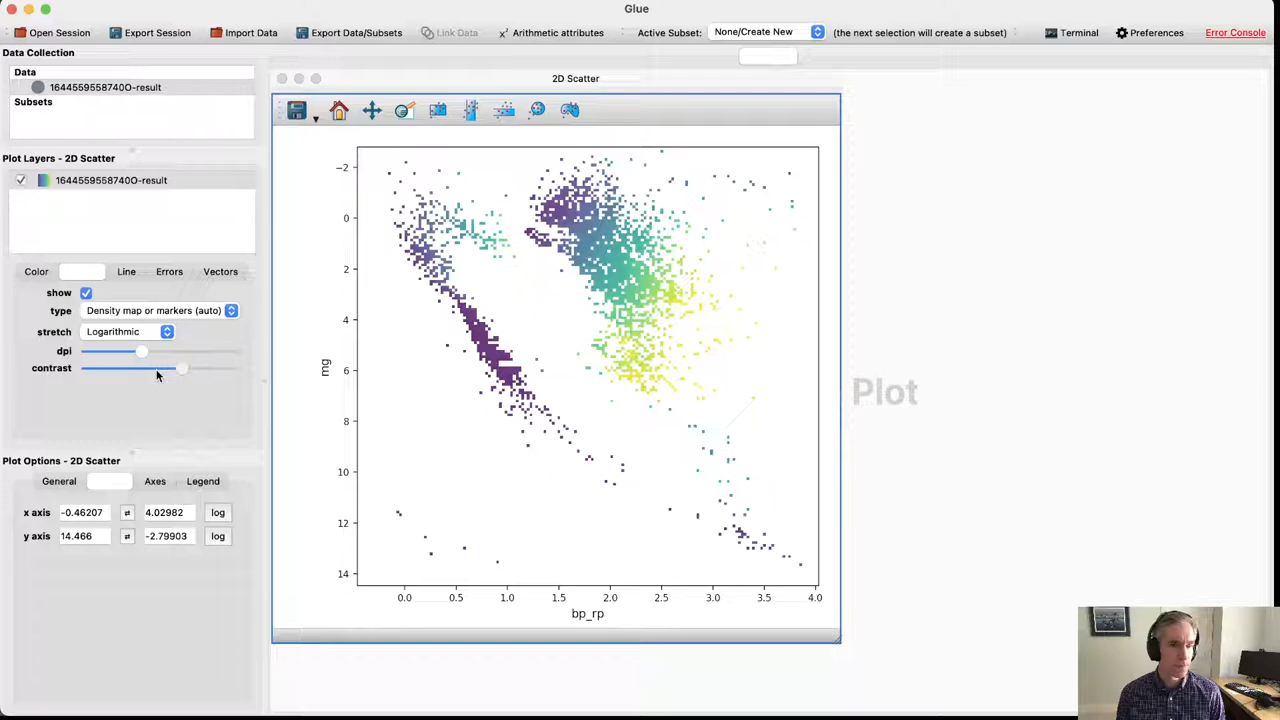 Glue
Open Session Export Session Import Data Export Data/Subsets Link Data Arithmetic attributes Active Subset: None/Create New (the next selection will create a subset) Terminal Preferences Error Console
Data Collection
Data
16445595587400-result
Subsets
Plot Layers - 2D Scatter
16445595587400-result
Color Line Errors Vectors
show
type Density map or markers (auto)
stretch Logarithmic
dpi
contrast
Plot Options - 2D Scatter
General Axes Legend
x axis -0.46207 4.02982 log
y axis 14.466 -2.79903 log
2D Scatter
−2
0
2
4
6
8
10
12
14
mg
0.0 0.5 1.0 1.5 2.0 2.5 3.0 3.5 4.0
bp_rp
Plot